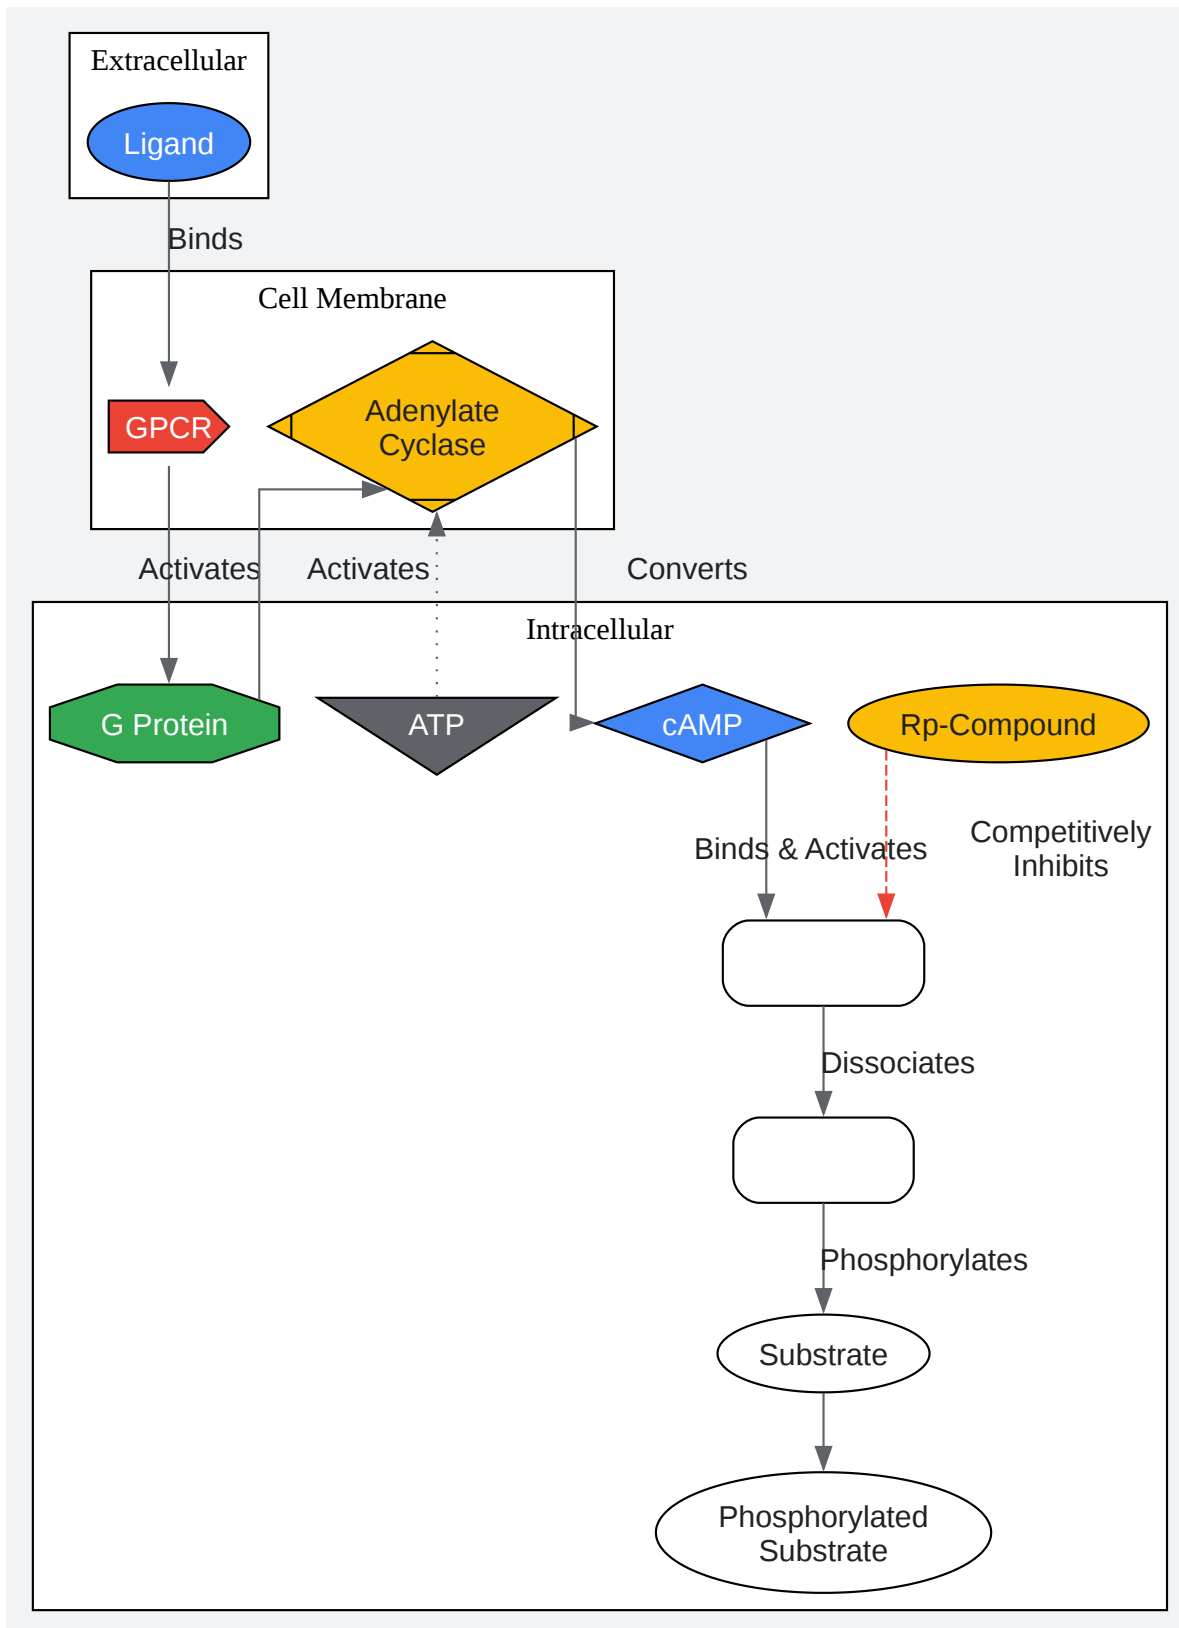 Extracellular
Ligand
Binds
Cell Membrane
GPCR
Adenylate
Cyclase
Activates
Activates
Converts
Intracellular
G Protein
ATP
cAMP
Rp-Compound
Binds & Activates
Competitively
Inhibits
Dissociates
Phosphorylates
Substrate
Phosphorylated
Substrate